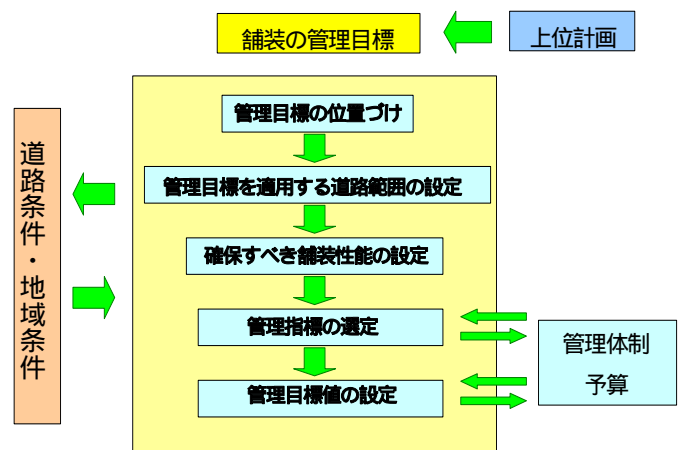 舗装の管理目標
上位計画
管理目標の位置づけ
管理目標を適用する道路範囲の設定
確保すべき舗装性能の設定
管理指標の選定
管理目標値の設定
道路条件・地域条件
管理体制
予算